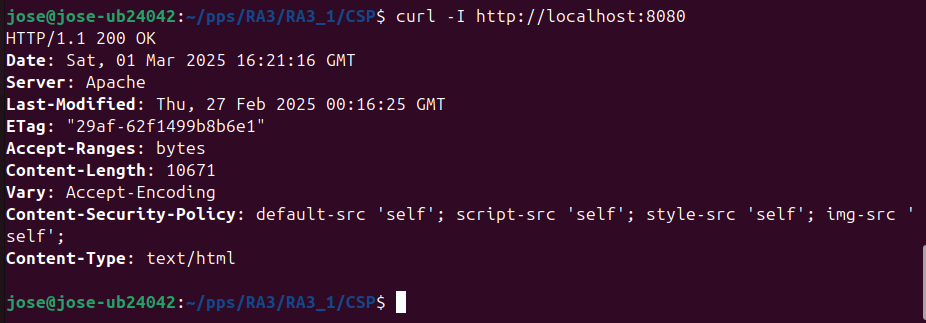 jose@jose-ub24042:~/pps/RA3/RA3_1/CSP$ curl -I http://localhost:8080
HTTP/1.1 200 OK
Date: Sat, 01 Mar 2025 16:21:16 GMT
Server: Apache
Last-Modified: Thu, 27 Feb 2025 00:16:25 GMT
ETag: "29af-62f1499b8b6e1"
Accept-Ranges: bytes
Content-Length: 10671
Vary: Accept-Encoding
Content-Security-Policy: default-src 'self'; script-src 'self'; style-src 'self'; img-src '
self';
Content-Type: text/html
jose@jose-ub24042:~/pps/RA3/RA3_1/CSP$